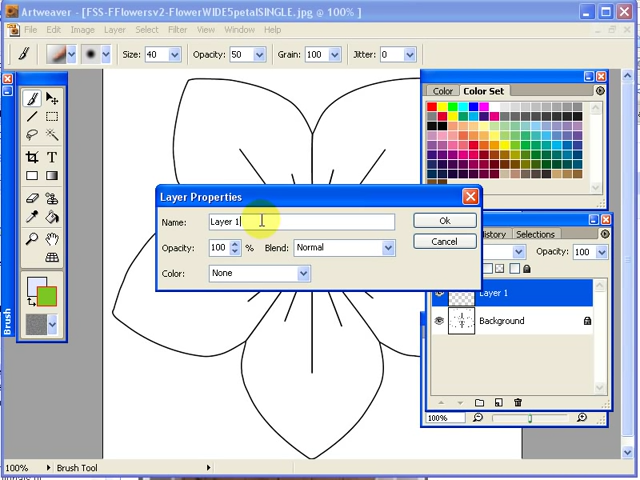 Artweaver - [FSS-FFlowersv2-FlowerWIDE5petalSINGLE.jpg @ 100% ]
File Edit Image Layer Select Filter View Window Help
Size: 40 Opacity: 50 Grain: 100 Jitter: 0
Color Color Set
Layer Properties
Name: Layer 1 Ok
Opacity: 100 % Blend: Normal Cancel
Color: None
History Selections
Opacity: 100
Layer 1
Background
Brush
100%
100% Brush Tool